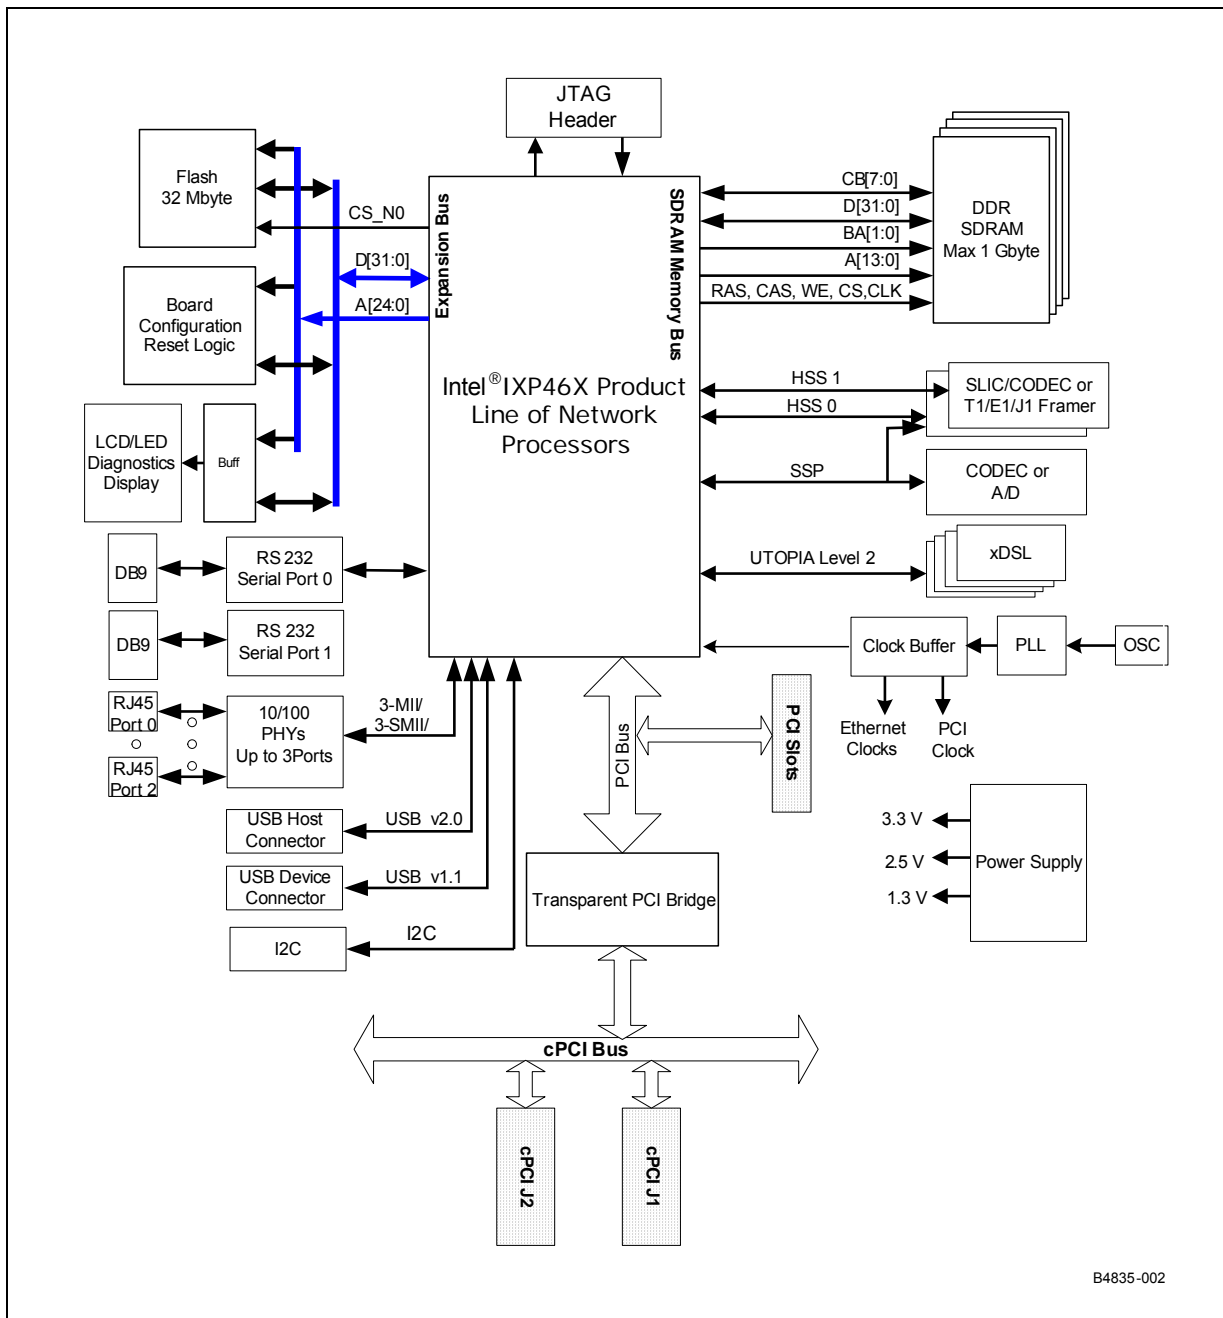 JTAG
Header
Flash
32 Mbyte
CS_N0
D[31:0]
A[24:0]
Expansion Bus
SDRAM Memory Bus
CB[7:0]
D[31:0]
BA[1:0]
A[13:0]
RAS, CAS, WE, CS,CLK
DDR
SDRAM
Max 1 Gbyte
Board
Configuration
Reset Logic
Intel® IXP46X Product
Line of Network
Processors
HSS 1
HSS 0
SLIC/CODEC or
T1/E1/J1 Framer
LCD/LED
Diagnostics
Display
Buff
SSP
CODEC or
A/D
DB9
RS 232
Serial Port 0
UTOPIA Level 2
xDSL
DB9
RS 232
Serial Port 1
Clock Buffer
PLL
OSC
RJ45
Port 0
RJ45
Port 2
10/100
PHYs
Up to 3Ports
3-MII/
3-SMII/
PCI Bus
PCI Slots
Ethernet
Clocks
PCI
Clock
USB Host
Connector
USB v2.0
USB Device
Connector
USB v1.1
I2C
I2C
Transparent PCI Bridge
3.3 V
2.5 V
1.3 V
Power Supply
cPCI Bus
cPCI J2
cPCI J1
B4835-002